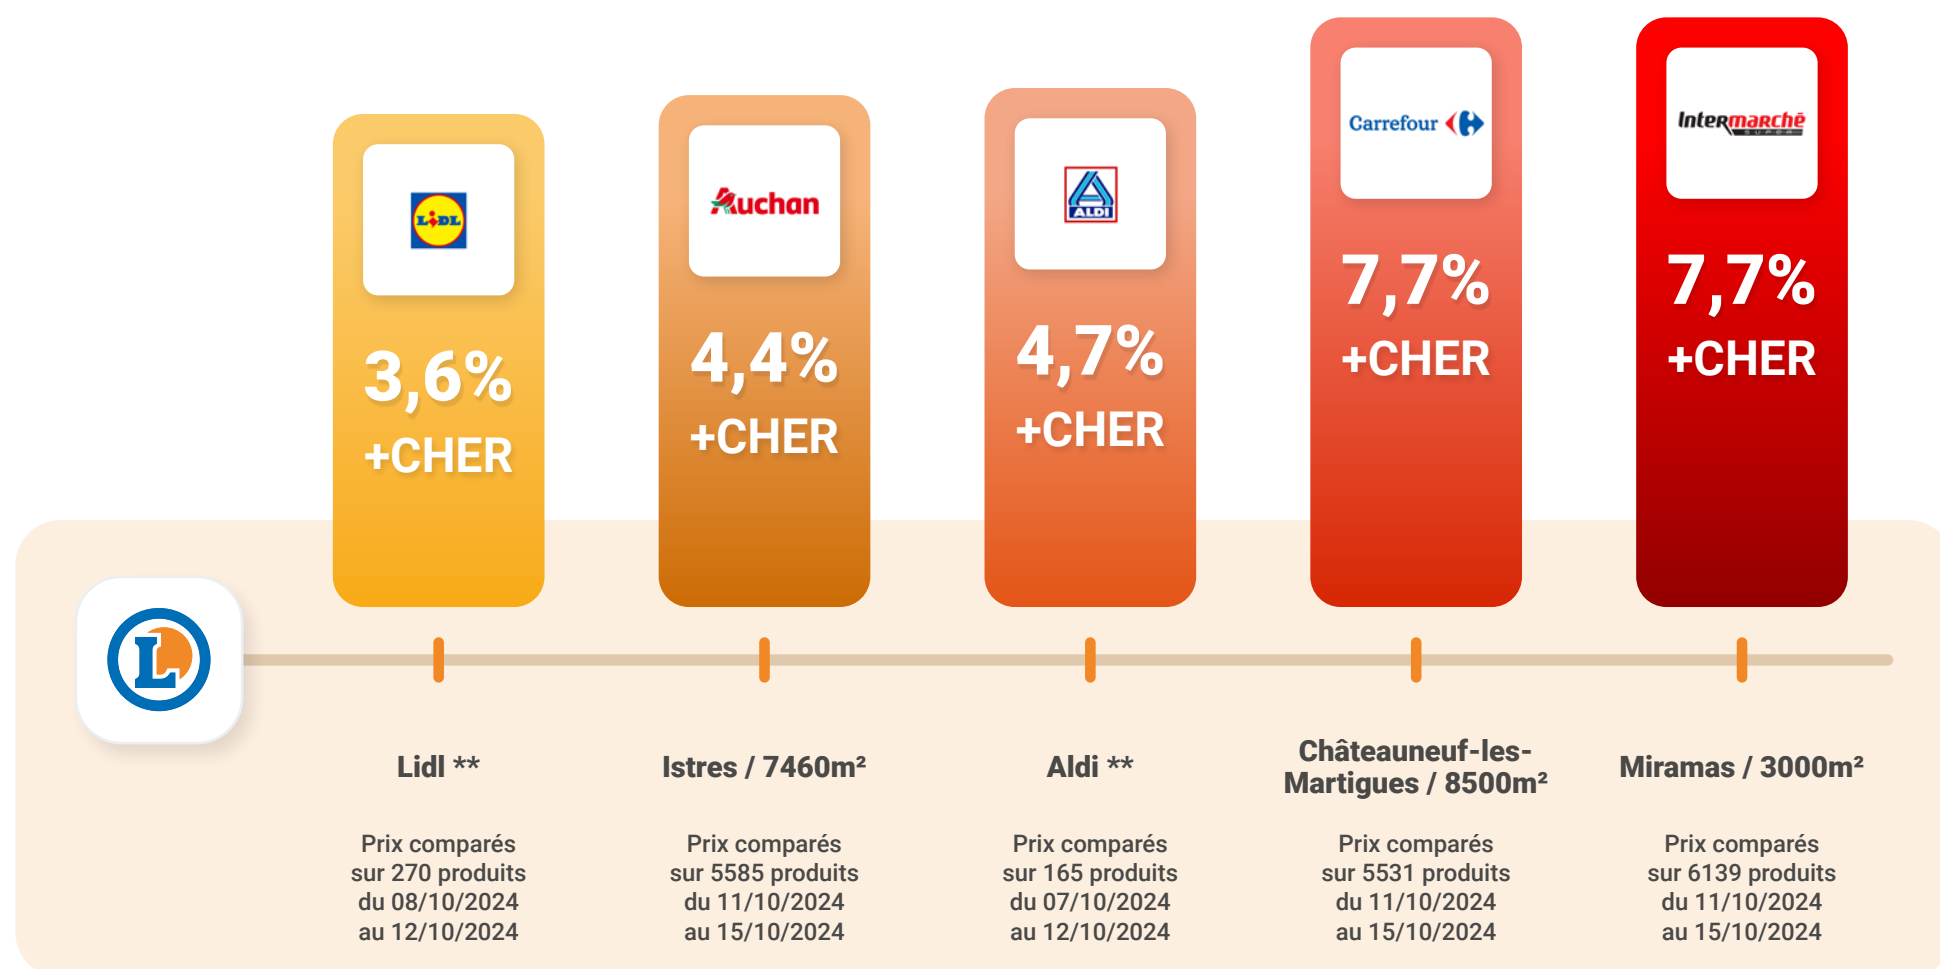 LiDL
3,6%
+CHER
Auchan
4,4%
+CHER
ALDI
4,7%
+CHER
Carrefour
7,7%
+CHER
Intermarchē
SUPER
7,7%
+CHER
L
Lidl **
Prix comparés
sur 270 produits
du 08/10/2024
au 12/10/2024
Istres / 7460m²
Prix comparés
sur 5585 produits
du 11/10/2024
au 15/10/2024
Aldi **
Prix comparés
sur 165 produits
du 07/10/2024
au 12/10/2024
Châteauneuf-les-
Martigues / 8500m²
Prix comparés
sur 5531 produits
du 11/10/2024
au 15/10/2024
Miramas / 3000m²
Prix comparés
sur 6139 produits
du 11/10/2024
au 15/10/2024